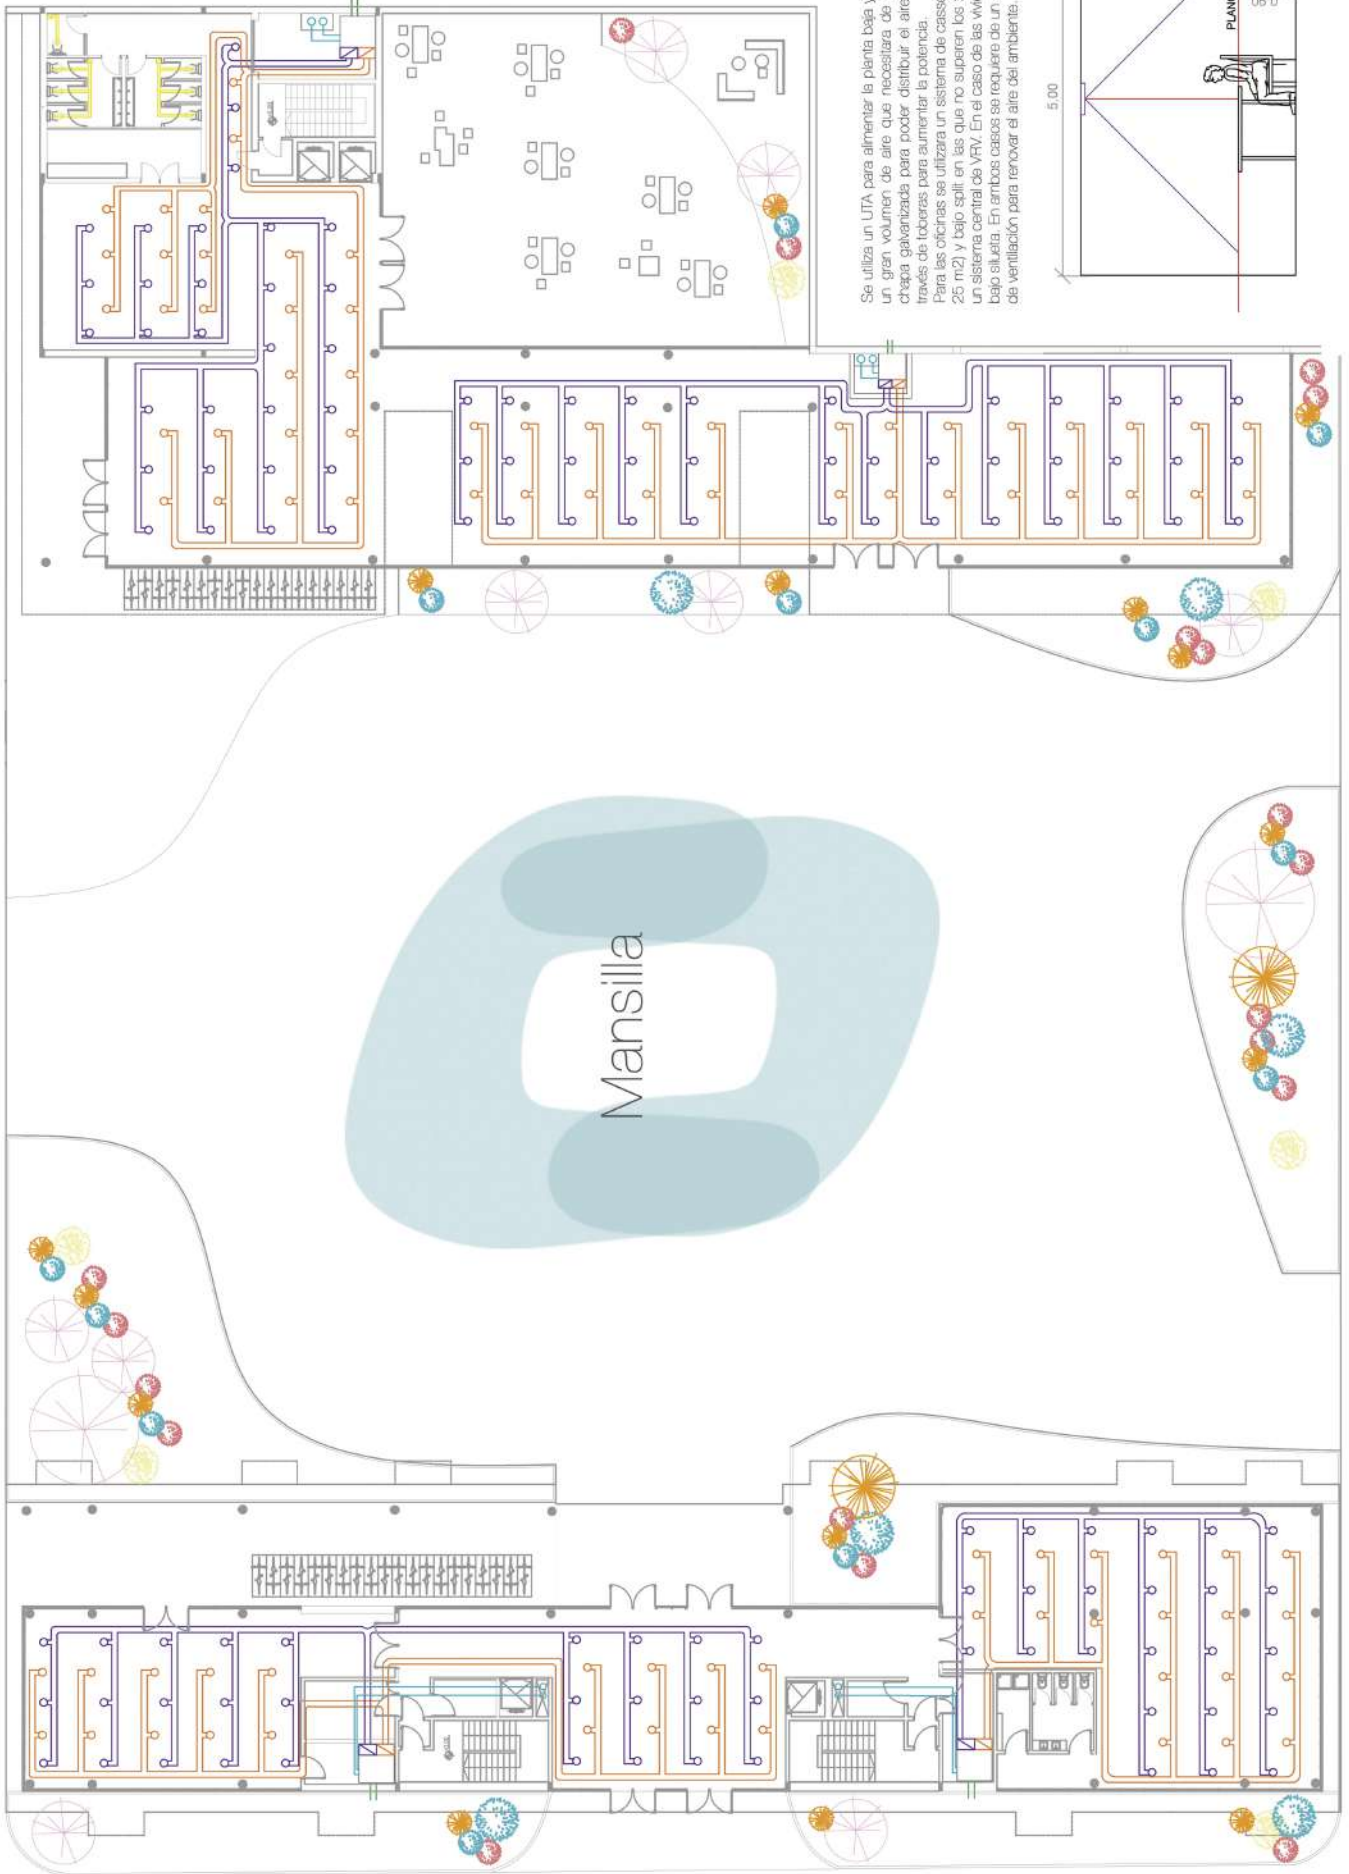 Se utiliza un UTA para alimentar la planta baja y
un gran volumen de aire que necesitara de
chapa galvanizada para poder distribuir el aire
través de toberas para aumentar la potencia.
Para las oficinas se utilizara un sistema de casse
25 m2) y bajo split en las que no superen los
un sistema central de VRV. En el caso de las vivi
bajo silueta. En ambos casos se requiere de un
de ventilación para renovar el aire del ambiente.
5,00
PLANO
Mansilla